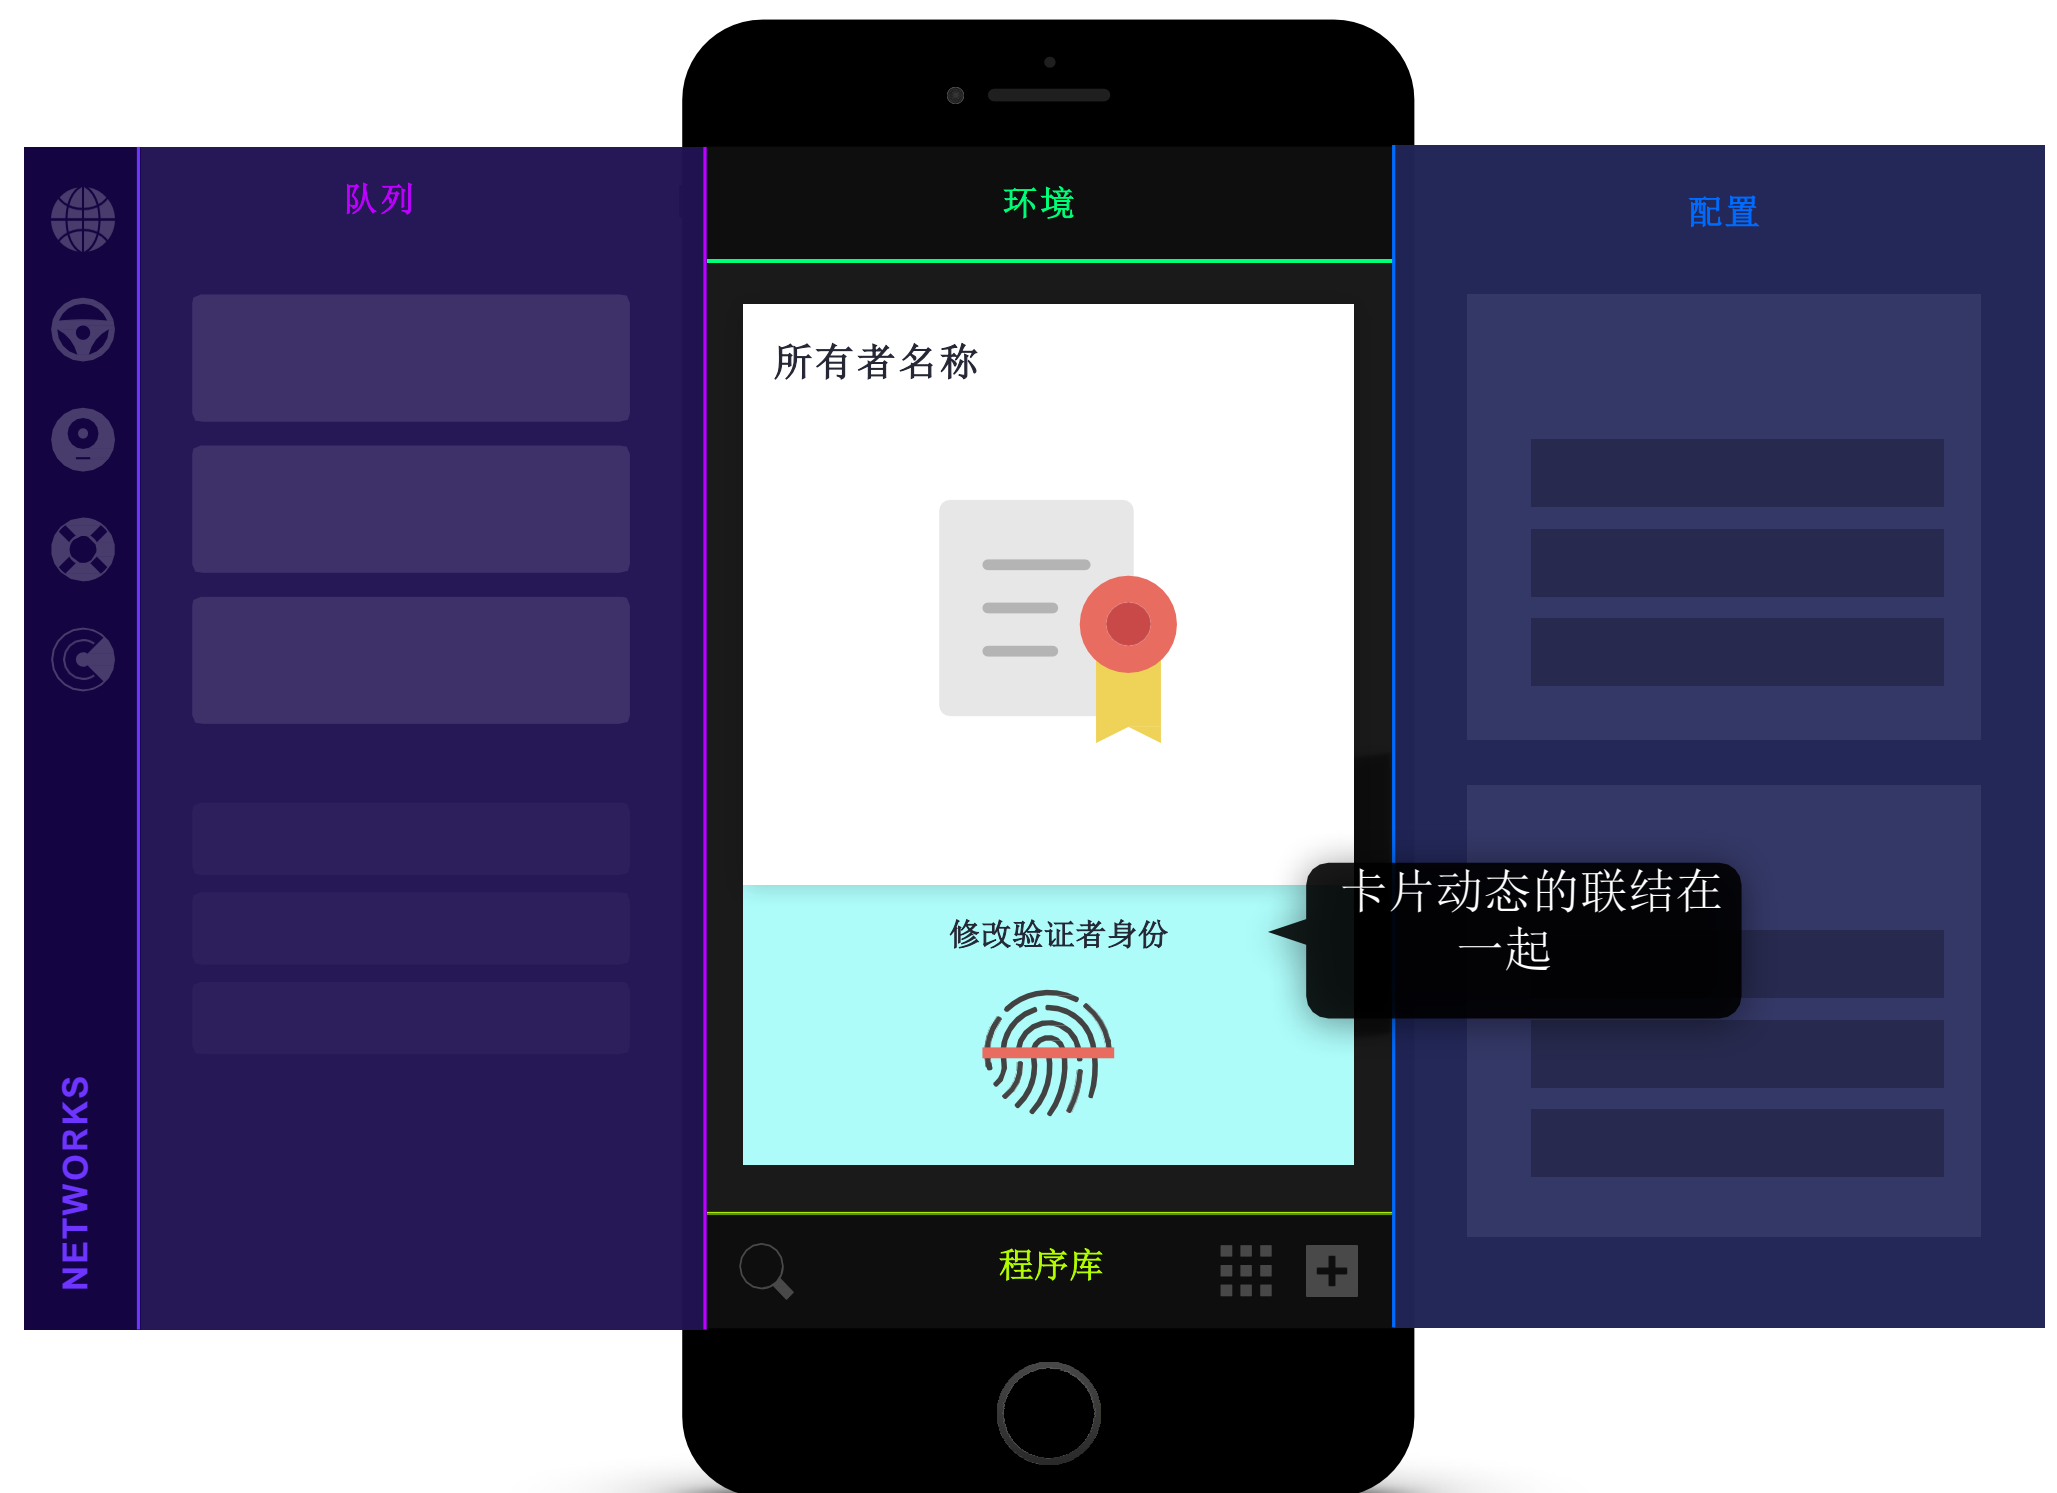 队列
环境
配置
所有者名称
修改验证者身份
卡片动态的联结在
一起
NETWORKS
程序库